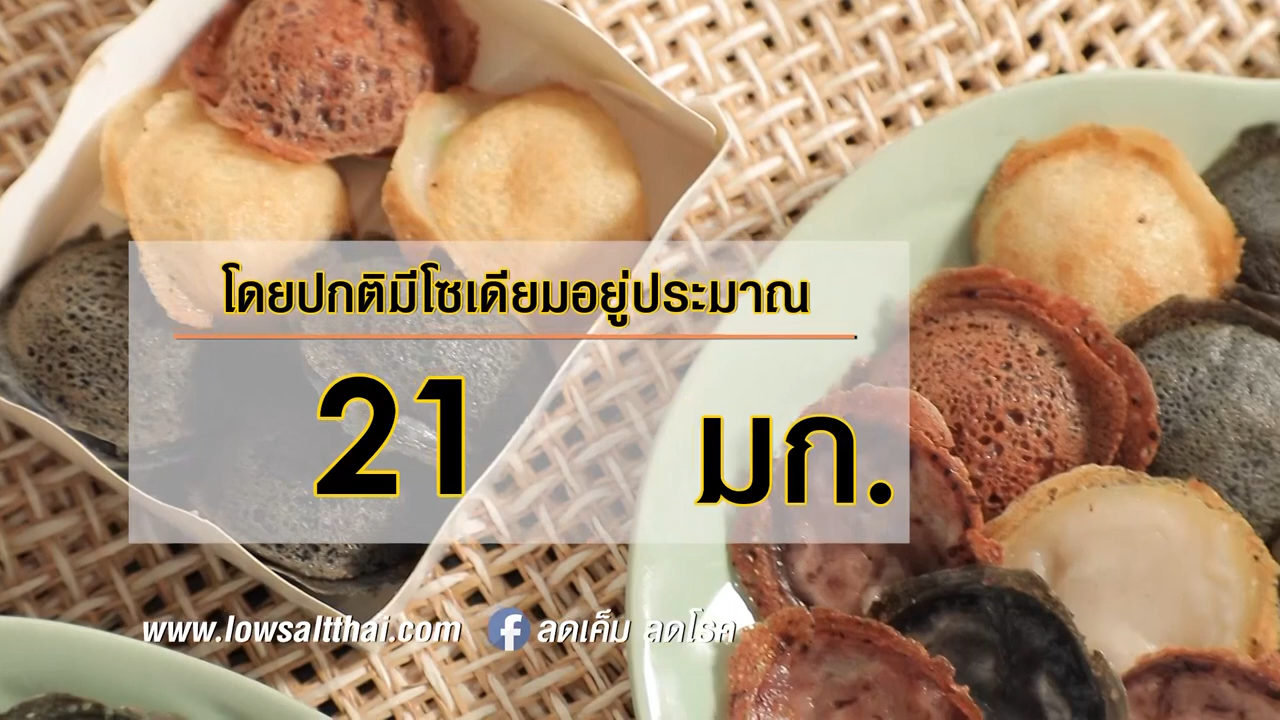 โดยปกติมีโซเดียมอยู่ประมาณ
21 มก.
www.lowsaltthai.com f ลดเค็ม ลดโรค